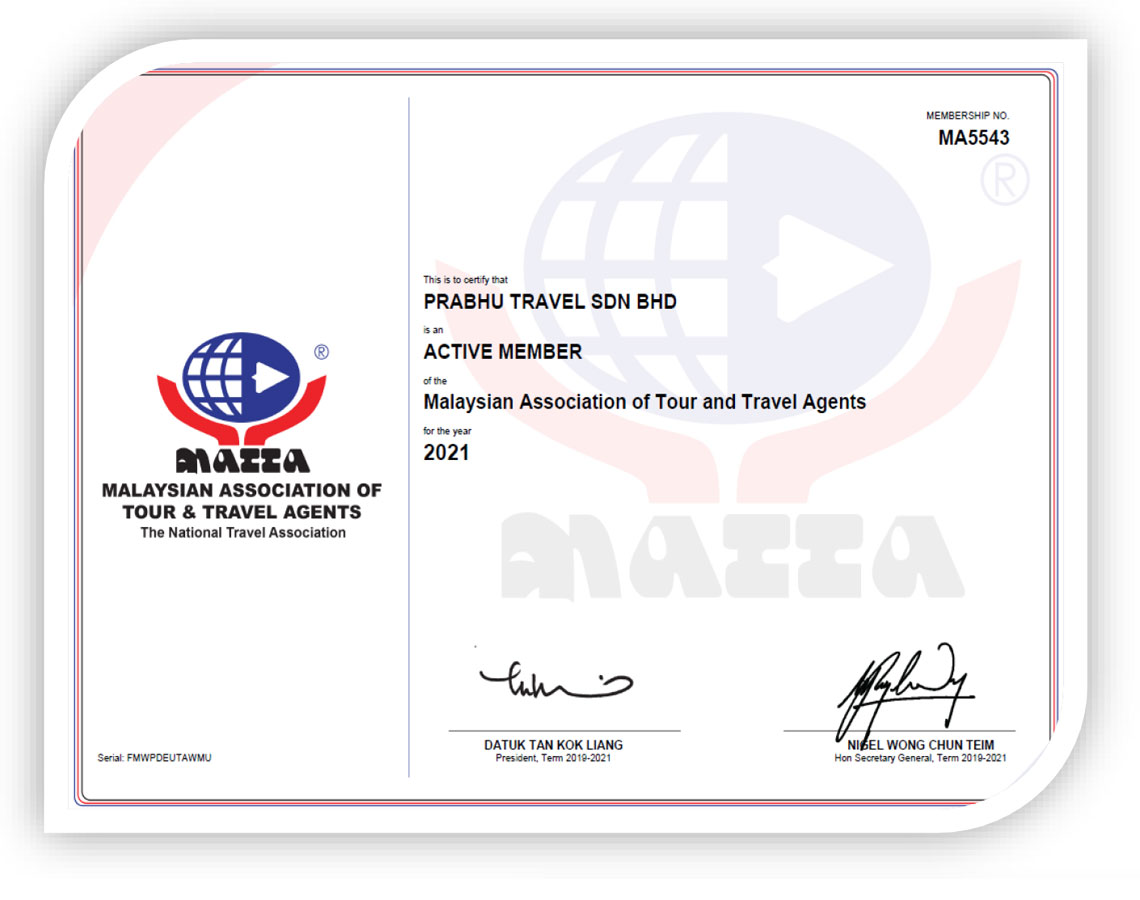 MATTA
MALAYSIAN ASSOCIATION OF
TOUR & TRAVEL AGENTS
The National Travel Association
Serial: FMWPDEUTAWMU
MEMBERSHIP NO.
MA5543
®
This is to certify that
PRABHU TRAVEL SDN BHD
is an
ACTIVE MEMBER
of the
Malaysian Association of Tour and Travel Agents
for the year
2021
MATTA
DATUK TAN KOK LIANG
President, Term 2019-2021
NIGEL WONG CHUN TEIM
Hon Secretary General, Term 2019-2021